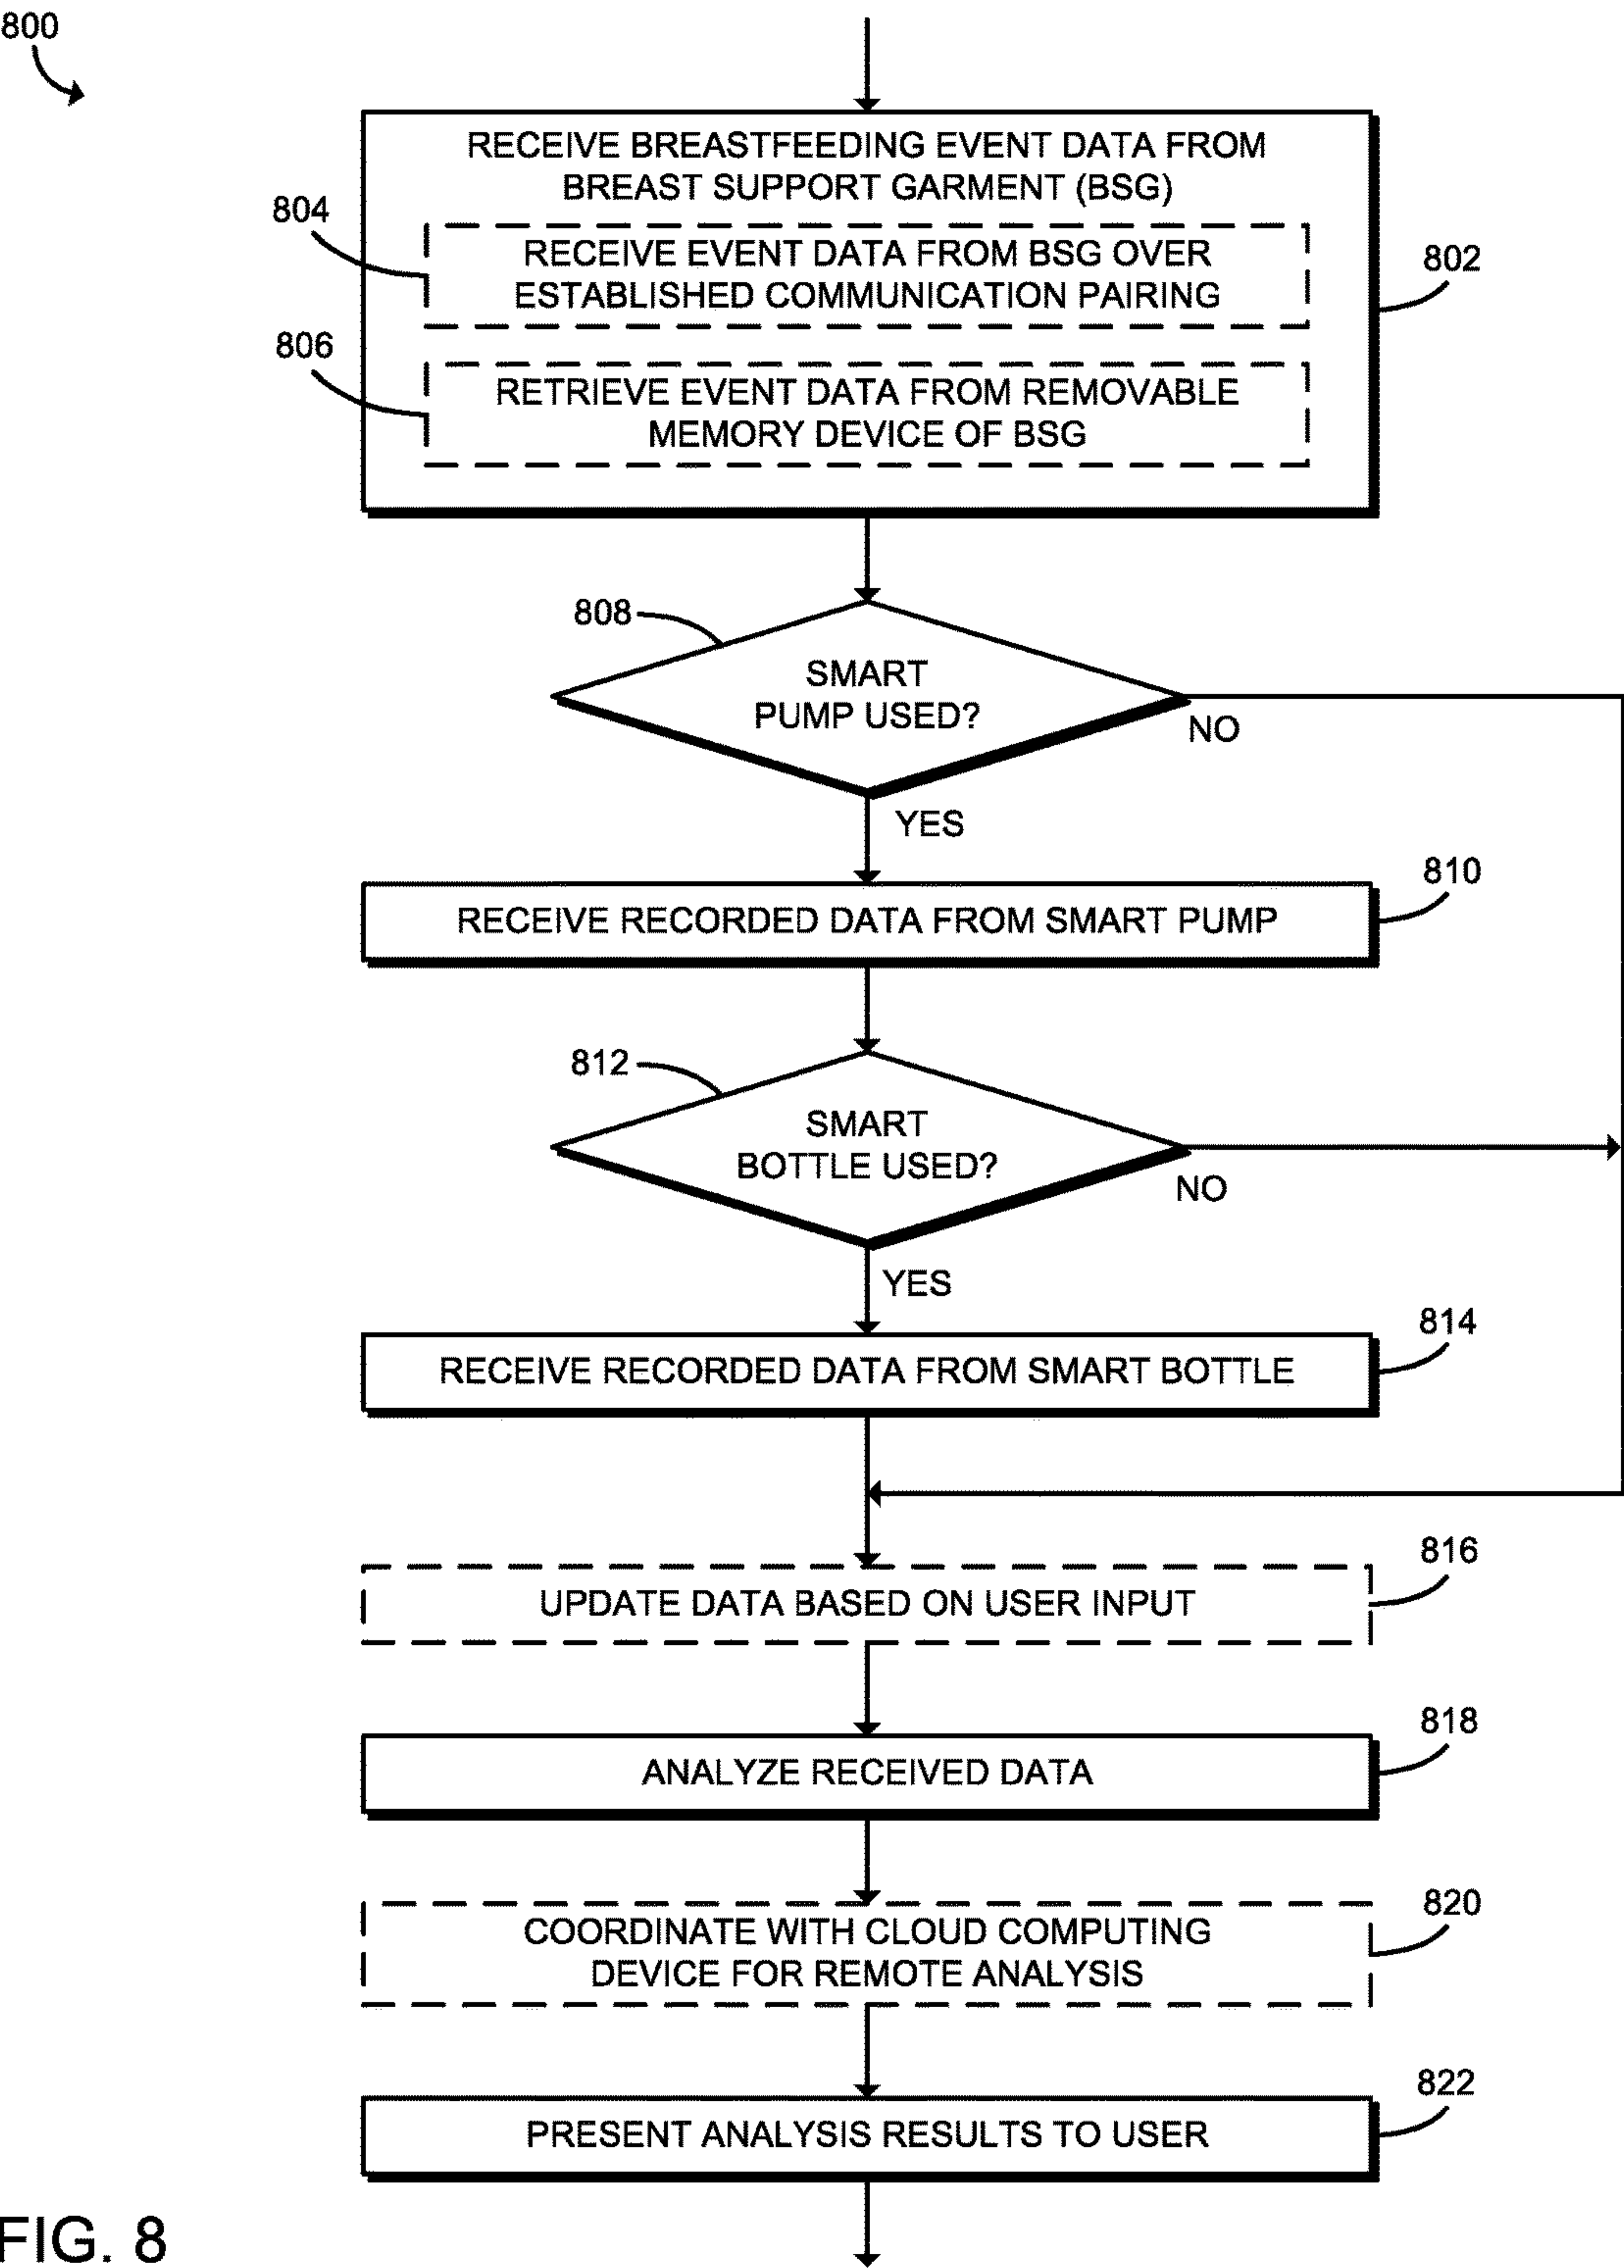 800
RECEIVE BREASTFEEDING EVENT DATA FROM
BREAST SUPPORT GARMENT (BSG)
804
RECEIVE EVENT DATA FROM BSG OVER
ESTABLISHED COMMUNICATION PAIRING
802
806
RETRIEVE EVENT DATA FROM REMOVABLE
MEMORY DEVICE OF BSG
808
SMART
PUMP USED?
NO
YES
810
RECEIVE RECORDED DATA FROM SMART PUMP
812
SMART
BOTTLE USED?
NO
YES
814
RECEIVE RECORDED DATA FROM SMART BOTTLE
816
UPDATE DATA BASED ON USER INPUT
818
ANALYZE RECEIVED DATA
820
COORDINATE WITH CLOUD COMPUTING
DEVICE FOR REMOTE ANALYSIS
822
PRESENT ANALYSIS RESULTS TO USER
FIG. 8